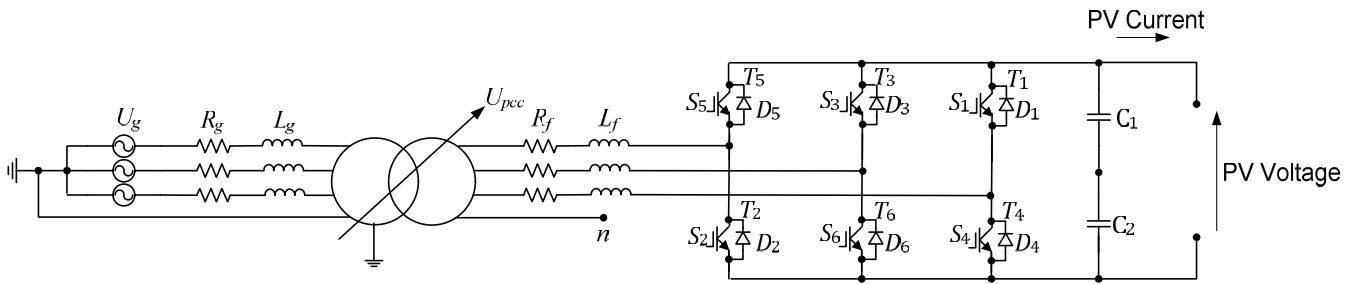 PV Current
T5
T3
T1
Upcc
Ug
Rg
Lg
Rf
Lf
S5
D5
S3
D3
S1
D1
C1
PV Voltage
n
T2
T6
T4
S2
D2
S6
D6
S4
D4
C2